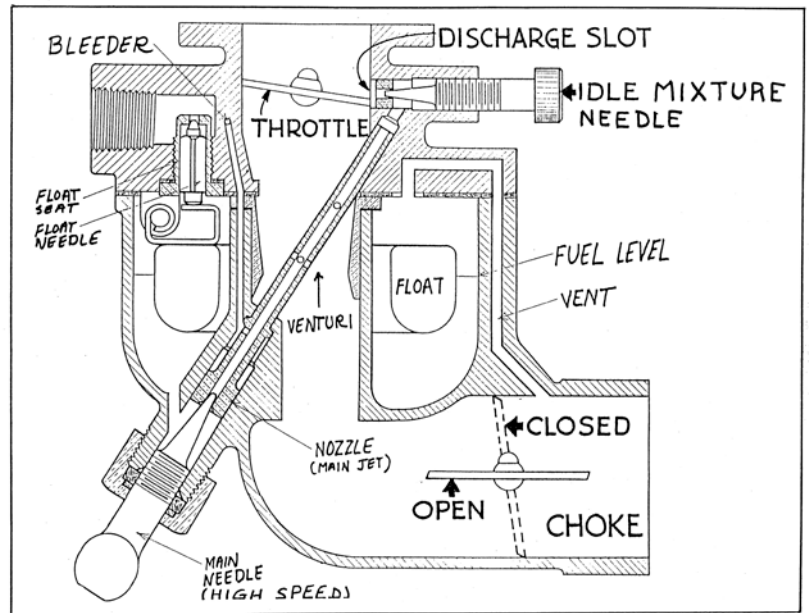 BLEEDER
DISCHARGE SLOT
THROTTLE
IDLE MIXTURE
NEEDLE
FLOAT
SEAT
FLOAT
NEEDLE
FLOAT
FUEL LEVEL
VENTURI
VENT
NOZZLE
(MAIN JET)
CLOSED
OPEN
CHOKE
MAIN
NEEDLE
(HIGH SPEED)